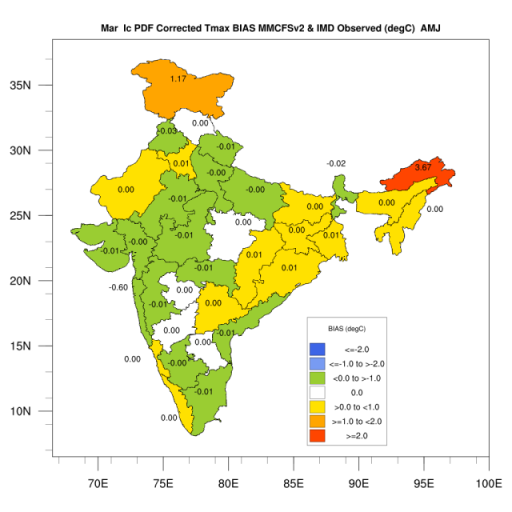 Mar Ic PDF Corrected Tmax BIAS MMCFSv2 & IMD Observed (degC) AMJ
35N
1.17
0.00
-0.03
-0.01
30N
0.01
-0.02
3.67
-0.00
0.00
-0.00
-0.01
0.00
0.00
0.00
25N
0.00
0.00
-0.01
0.01
-0.00
-0.01
0.01
-0.01
0.01
20N
-0.60
0.00
-0.01
0.00
0.00
-0.01
15N
0.00
0.00
-0.00
-0.01
10N
0.00
BIAS (degC)
<=-2.0
<=-1.0 to >-2.0
<0.0 to >-1.0
0.0
>0.0 to <1.0
>=1.0 to <2.0
>=2.0
70E 75E 80E 85E 90E 95E 100E